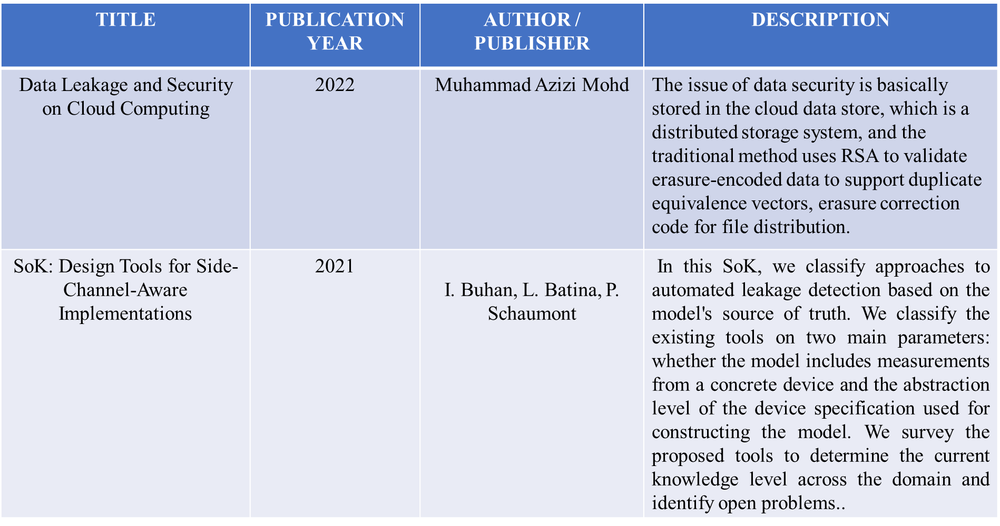 TITLE
PUBLICATION
YEAR
AUTHOR /
PUBLISHER
DESCRIPTION
Data Leakage and Security
on Cloud Computing
2022
Muhammad Azizi Mohd
The issue of data security is basically
stored in the cloud data store, which is a
distributed storage system, and the
traditional method uses RSA to validate
erasure-encoded data to support duplicate
equivalence vectors, erasure correction
code for file distribution.
SoK: Design Tools for Side-
Channel-Aware
Implementations
2021
I. Buhan, L. Batina, P.
Schaumont
In this SoK, we classify approaches to
automated leakage detection based on the
model's source of truth. We classify the
existing tools on two main parameters:
whether the model includes measurements
from a concrete device and the abstraction
level of the device specification used for
constructing the model. We survey the
proposed tools to determine the current
knowledge level across the domain and
identify open problems..